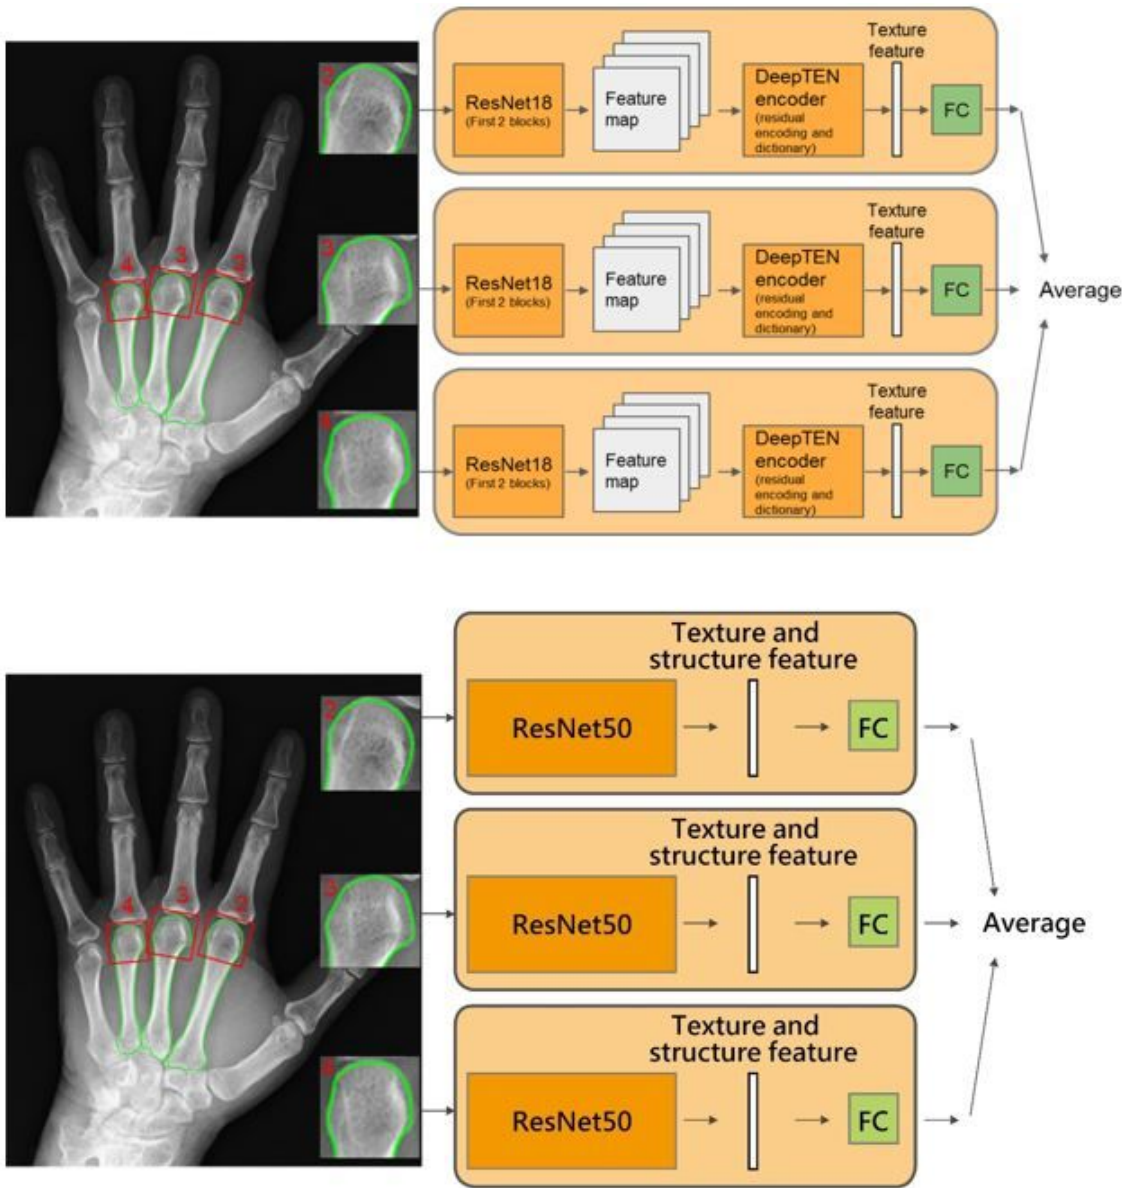 2
Texture
feature
ResNet18
(First 2 blocks)
Feature
map
DeepTEN
encoder
(residual
encoding and
dictionary)
FC
4
3
2
3
Texture
feature
ResNet18
(First 2 blocks)
Feature
map
DeepTEN
encoder
(residual
encoding and
dictionary)
FC
Average
Texture
feature
ResNet18
(First 2 blocks)
Feature
map
DeepTEN
encoder
(residual
encoding and
dictionary)
FC
2
Texture and
structure feature
ResNet50
FC
4
3
2
3
Texture and
structure feature
ResNet50
FC
Average
Texture and
structure feature
ResNet50
FC